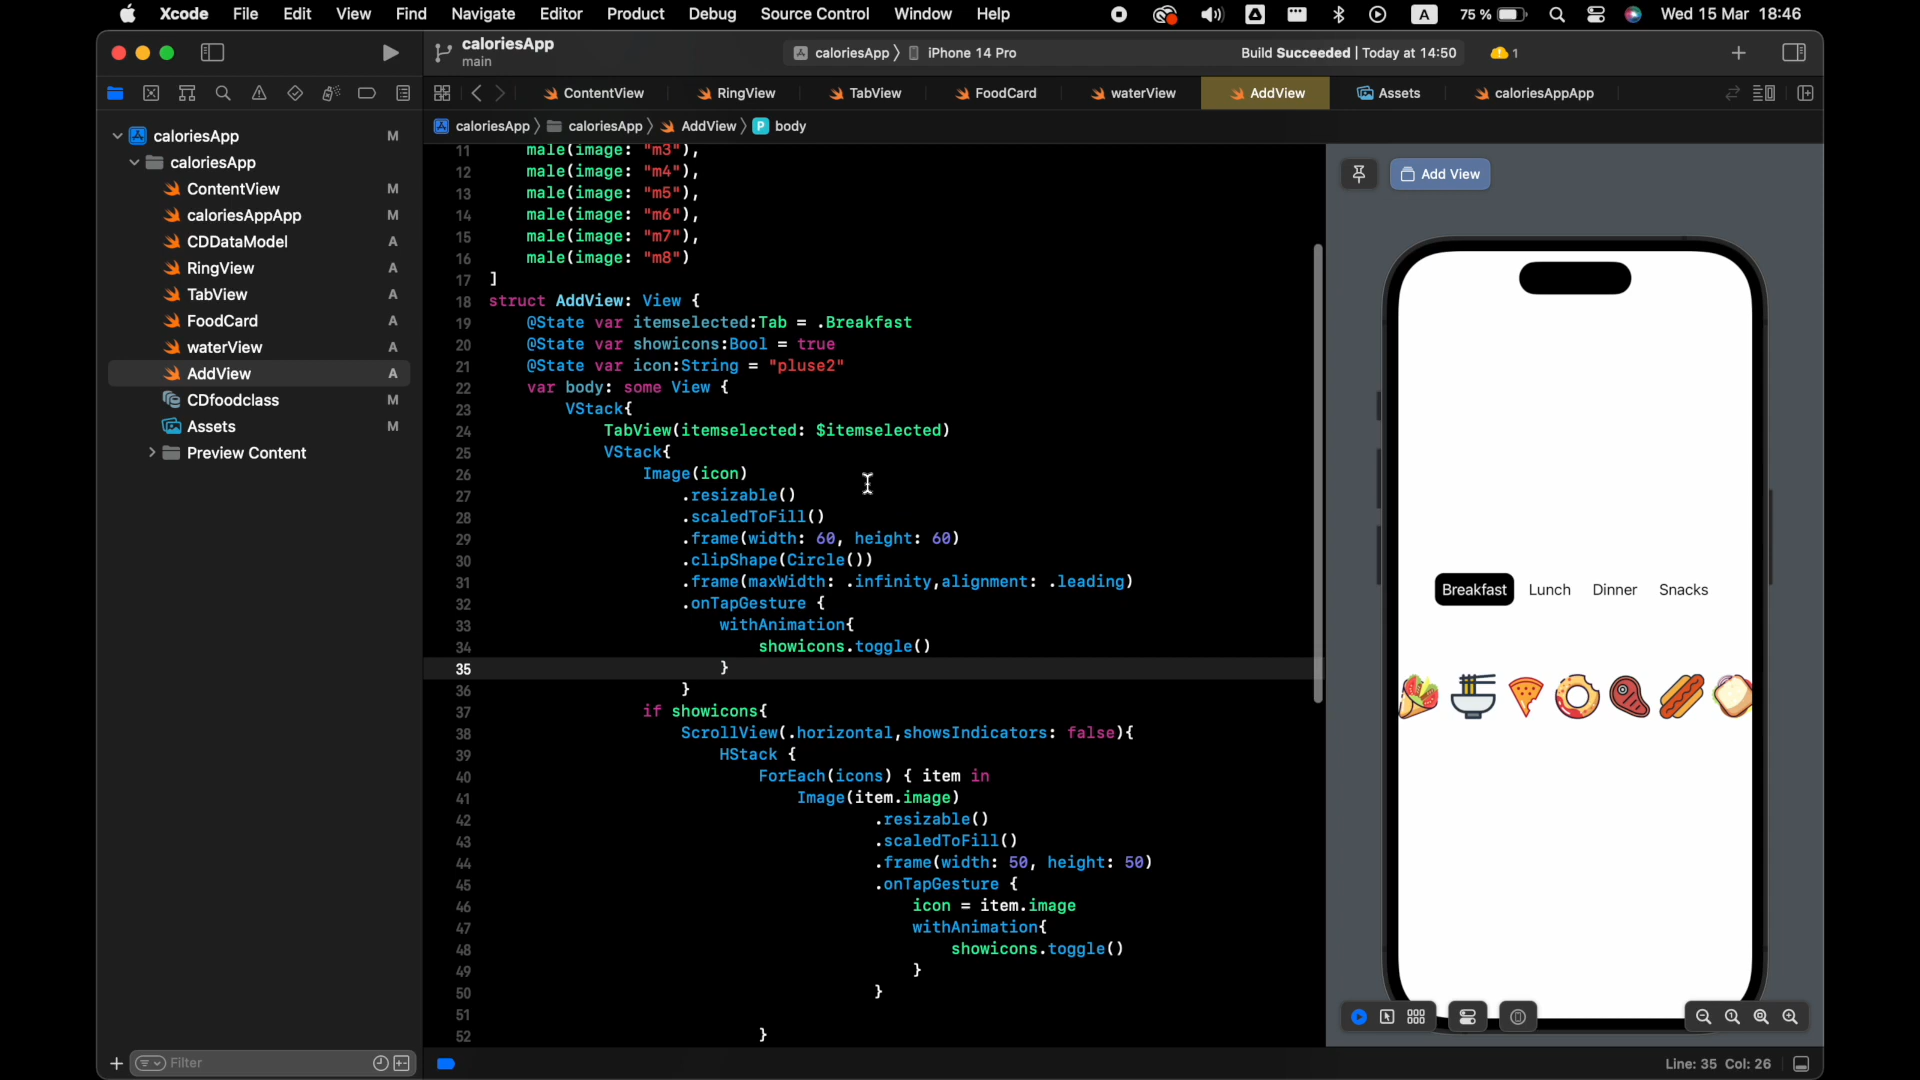 Xcode File Edit View Find Navigate Editor Product Debug Source Control Window Help A 75 % Wed 15 Mar 18:46
caloriesApp
main
caloriesApp iPhone 14 Pro
Build Succeeded | Today at 14:50
1
ContentView RingView TabView FoodCard waterView AddView Assets caloriesAppApp
caloriesApp caloriesApp AddView P body
caloriesApp M
caloriesApp
ContentView M
caloriesAppApp M
CDDataModel A
RingView A
TabView A
FoodCard A
waterView A
AddView A
CDfoodclass M
Assets M
Preview Content
Filter
11 male(image: "m3"),
12 male(image: "m4"),
13 male(image: "m5"),
14 male(image: "m6"),
15 male(image: "m7"),
16 male(image: "m8")
17 ]
18 struct AddView: View {
19 @State var itemselected:Tab = .Breakfast
20 @State var showicons:Bool = true
21 @State var icon:String = "pluse2"
22 var body: some View {
23 VStack{
24 TabView(itemselected: $itemselected)
25 VStack{
26 Image(icon)
27 .resizable()
28 .scaledToFill()
29 .frame(width: 60, height: 60)
30 .clipShape(Circle())
31 .frame(maxWidth: .infinity,alignment: .leading)
32 .onTapGesture {
33 withAnimation{
34 showicons.toggle()
35 }
36 }
37 if showicons{
38 ScrollView(.horizontal,showsIndicators: false){
39 HStack {
40 ForEach(icons) { item in
41 Image(item.image)
42 .resizable()
43 .scaledToFill()
44 .frame(width: 50, height: 50)
45 .onTapGesture {
46 icon = item.image
47 withAnimation{
48 showicons.toggle()
49 }
50 }
51
52 }
Add View
Breakfast Lunch Dinner Snacks
Line: 35 Col: 26